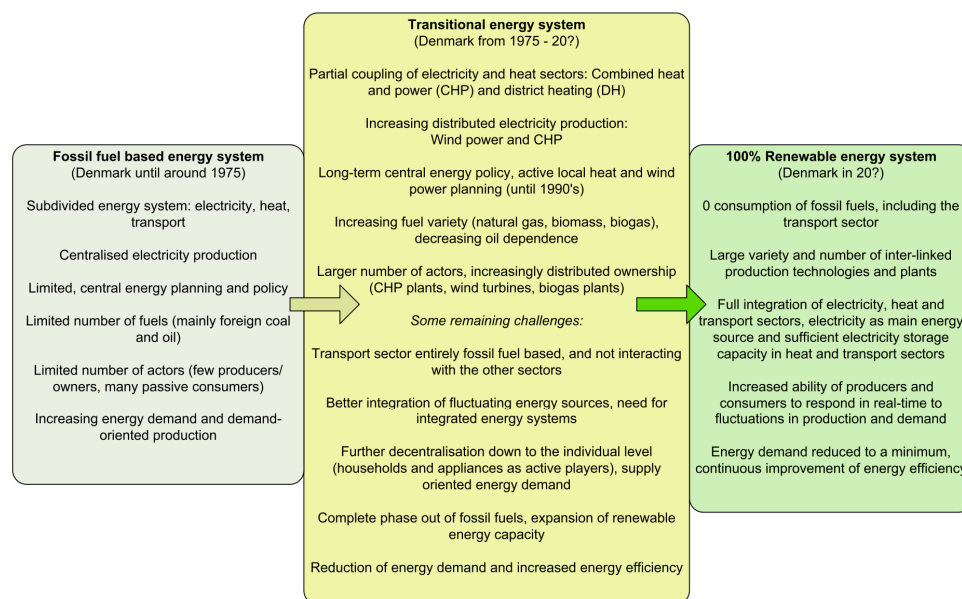 Fossil fuel based energy system
(Denmark until around 1975)
Subdivided energy system: electricity, heat,
transport
Centralised electricity production
Limited, central energy planning and policy
Limited number of fuels (mainly foreign coal
and oil)
Limited number of actors (few producers/
owners, many passive consumers)
Increasing energy demand and demand-
oriented production
Transitional energy system
(Denmark from 1975 - 20?)
Partial coupling of electricity and heat sectors: Combined heat
and power (CHP) and district heating (DH)
Increasing distributed electricity production:
Wind power and CHP
Long-term central energy policy, active local heat and wind
power planning (until 1990's)
Increasing fuel variety (natural gas, biomass, biogas),
decreasing oil dependence
Larger number of actors, increasingly distributed ownership
(CHP plants, wind turbines, biogas plants)
Some remaining challenges:
Transport sector entirely fossil fuel based, and not interacting
with the other sectors
Better integration of fluctuating energy sources, need for
integrated energy systems
Further decentralisation down to the individual level
(households and appliances as active players), supply
oriented energy demand
Complete phase out of fossil fuels, expansion of renewable
energy capacity
Reduction of energy demand and increased energy efficiency
100% Renewable energy system
(Denmark in 20?)
0 consumption of fossil fuels, including the
transport sector
Large variety and number of inter-linked
production technologies and plants
Full integration of electricity, heat and
transport sectors, electricity as main energy
source and sufficient electricity storage
capacity in heat and transport sectors
Increased ability of producers and
consumers to respond in real-time to
fluctuations in production and demand
Energy demand reduced to a minimum,
continuous improvement of energy efficiency